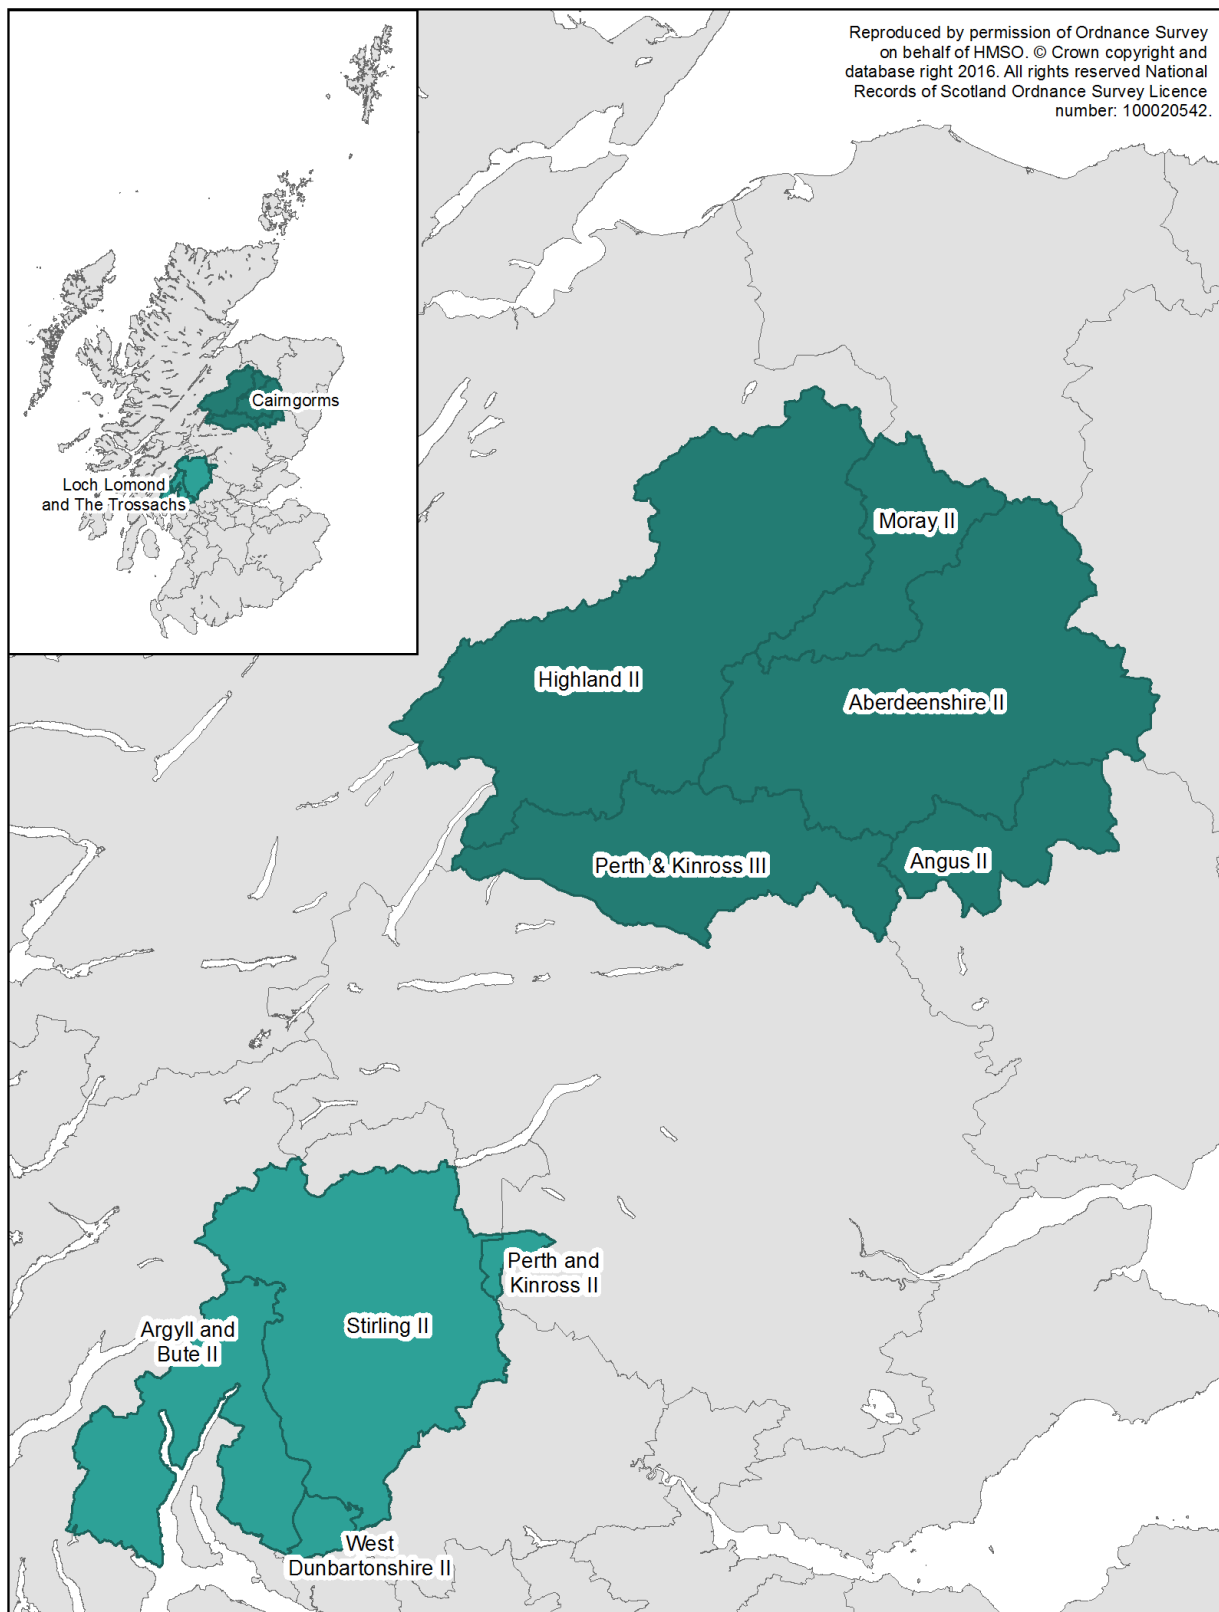 Reproduced by permission of Ordnance Survey
on behalf of HMSO. © Crown copyright and
database right 2016. All rights reserved National
Records of Scotland Ordnance Survey Licence
number: 100020542.
Cairngorms
Loch Lomond
and The Trossachs
Moray II
Highland II
Aberdeenshire II
Perth & Kinross III
Angus II
Perth and
Kinross II
Argyll and
Bute II
Stirling II
West
Dunbartonshire II